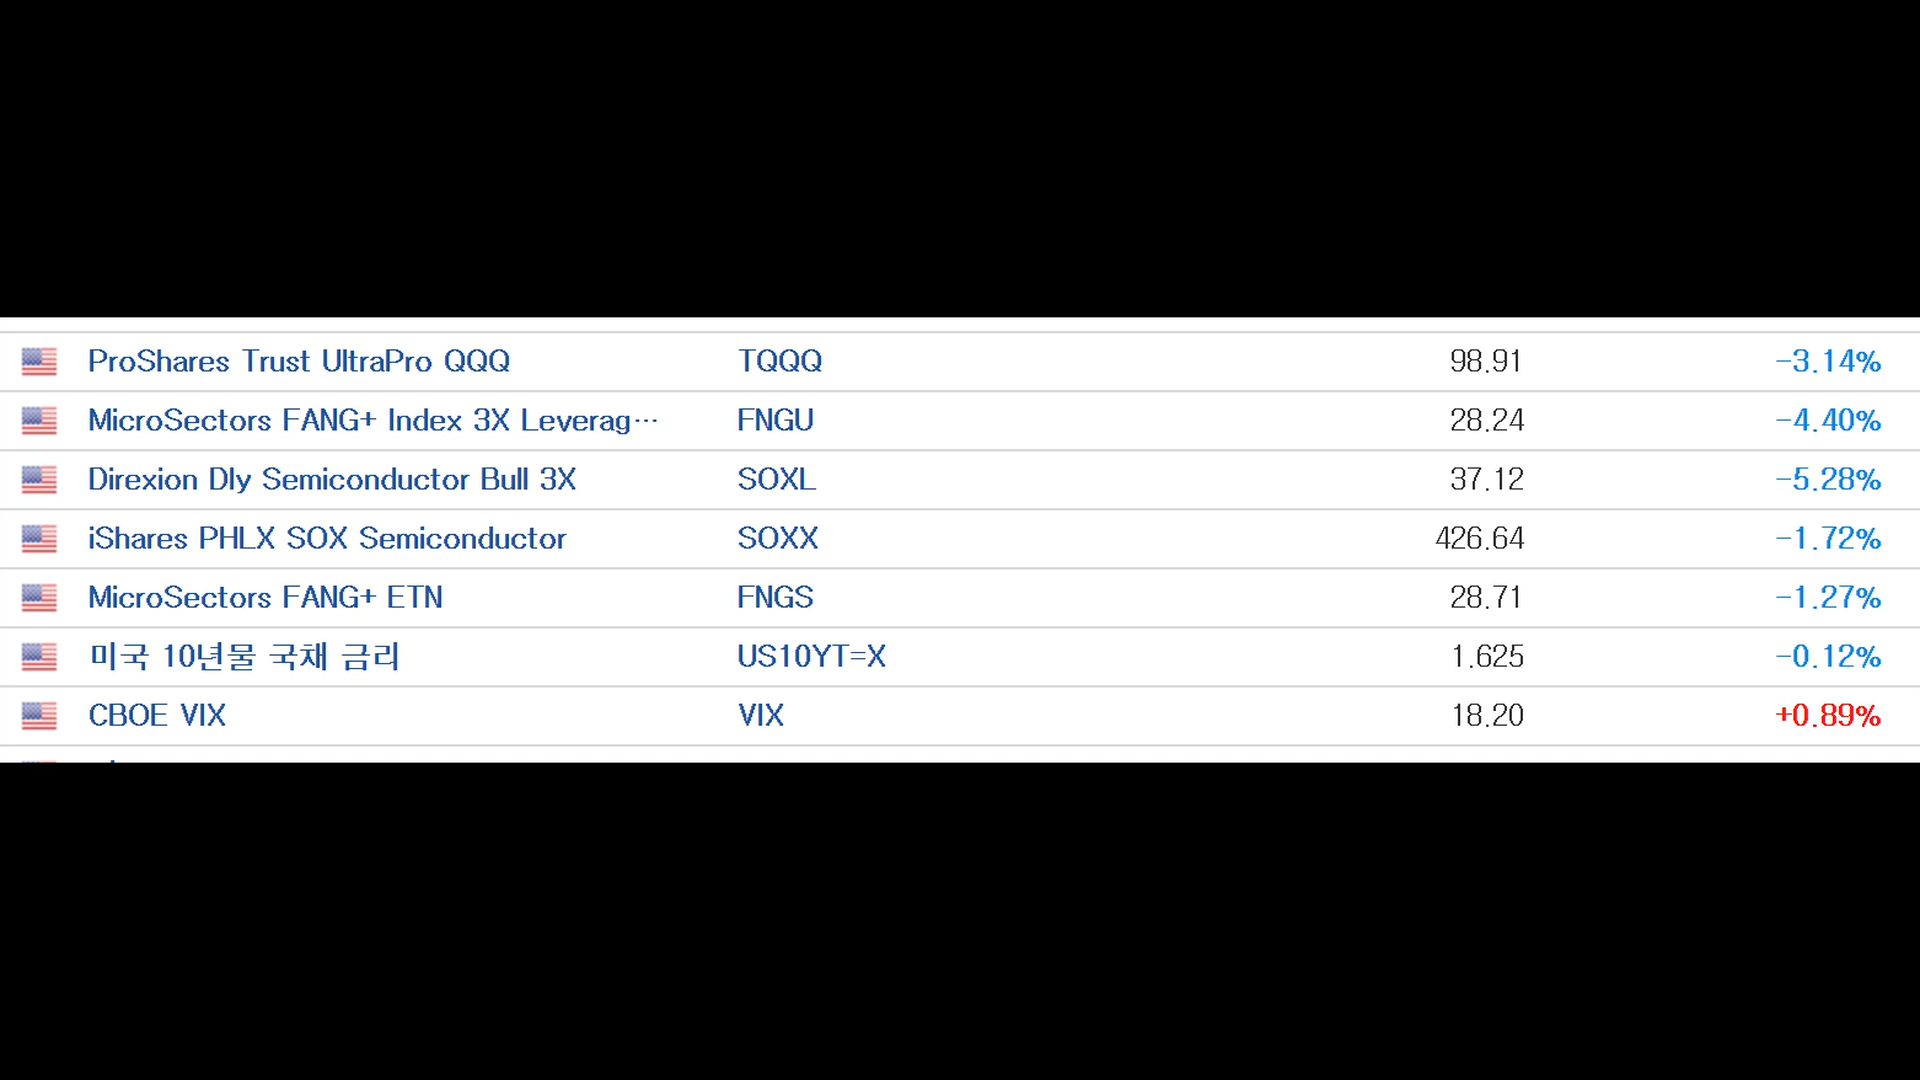 ProShares Trust UltraPro QQQ TQQQ 98.91 -3.14%
MicroSectors FANG+ Index 3X Leverag… FNGU 28.24 -4.40%
Direxion Dly Semiconductor Bull 3X SOXL 37.12 -5.28%
iShares PHLX SOX Semiconductor SOXX 426.64 -1.72%
MicroSectors FANG+ ETN FNGS 28.71 -1.27%
미국 10년물 국채 금리 US10YT=X 1.625 -0.12%
CBOE VIX VIX 18.20 +0.89%